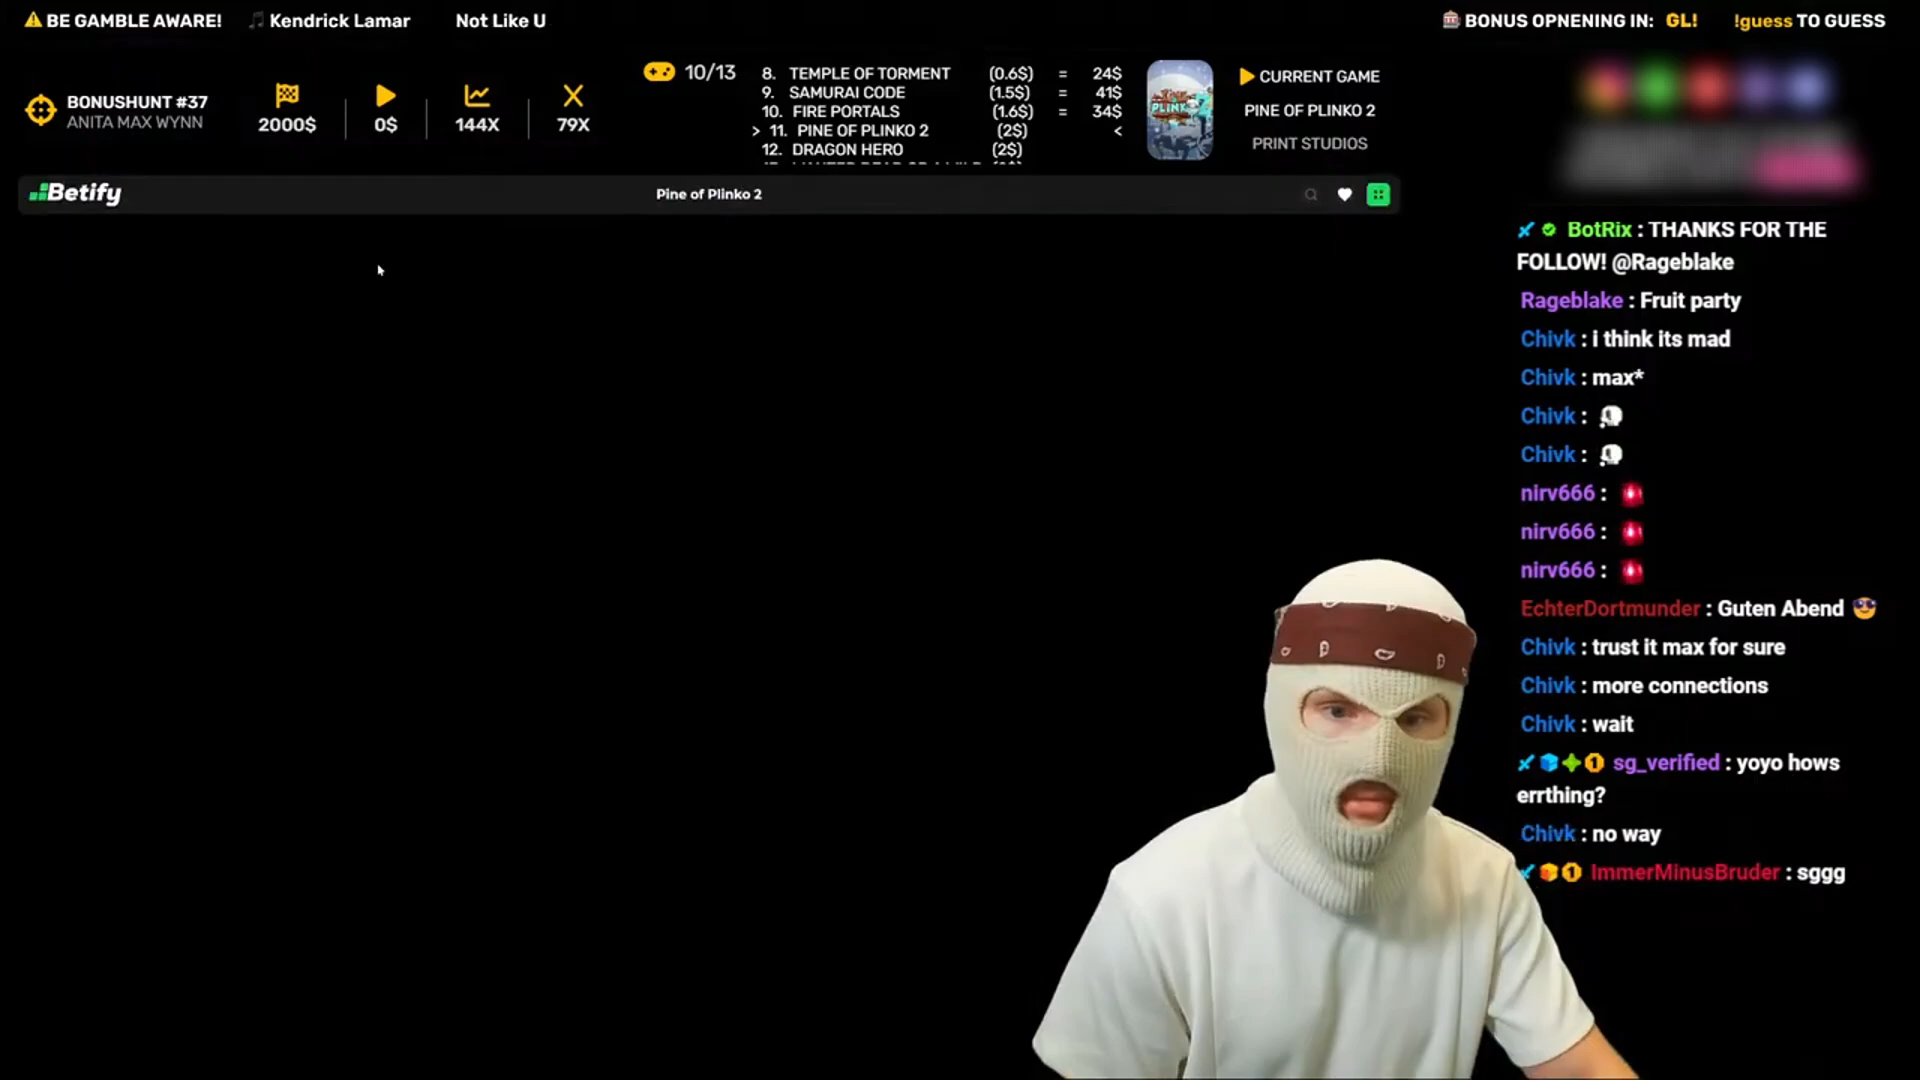 BE GAMBLE AWARE!
Kendrick Lamar
Not Like U
BONUS OPNENING IN: GL!
!guess TO GUESS
BONUSHUNT #37
ANITA MAX WYNN
2000$
0$
144X
79X
10/13
8. TEMPLE OF TORMENT (0.6$) = 24$
9. SAMURAI CODE (1.5$) = 41$
10. FIRE PORTALS (1.6$) = 34$
> 11. PINE OF PLINKO 2 (2$) <
12. DRAGON HERO (2$)
PLINKO
CURRENT GAME
PINE OF PLINKO 2
PRINT STUDIOS
Betify
Pine of Plinko 2
BotRix : THANKS FOR THE
FOLLOW! @Rageblake
Rageblake : Fruit party
Chivk : i think its mad
Chivk : max*
Chivk :
Chivk :
nirv666 :
nirv666 :
nirv666 :
EchterDortmunder : Guten Abend
Chivk : trust it max for sure
Chivk : more connections
Chivk : wait
sg_verified : yoyo hows
errthing?
Chivk : no way
ImmerMinusBruder : sggg